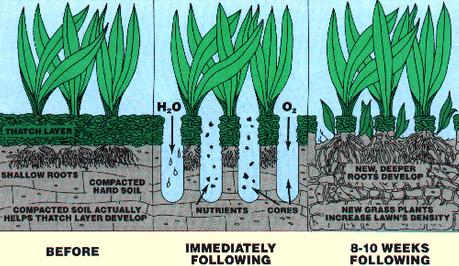 THATCH LAYER
SHALLOW ROOTS
COMPACTED
HARD SOIL
COMPACTED SOIL ACTUALLY
HELPS THATCH LAYER DEVELOP
BEFORE
H₂O
O₂
NUTRIENTS
CORES
IMMEDIATELY
FOLLOWING
NEW, DEEPER
ROOTS DEVELOP
NEW GRASS PLANTS
INCREASE LAWN'S DENSITY
8-10 WEEKS
FOLLOWING